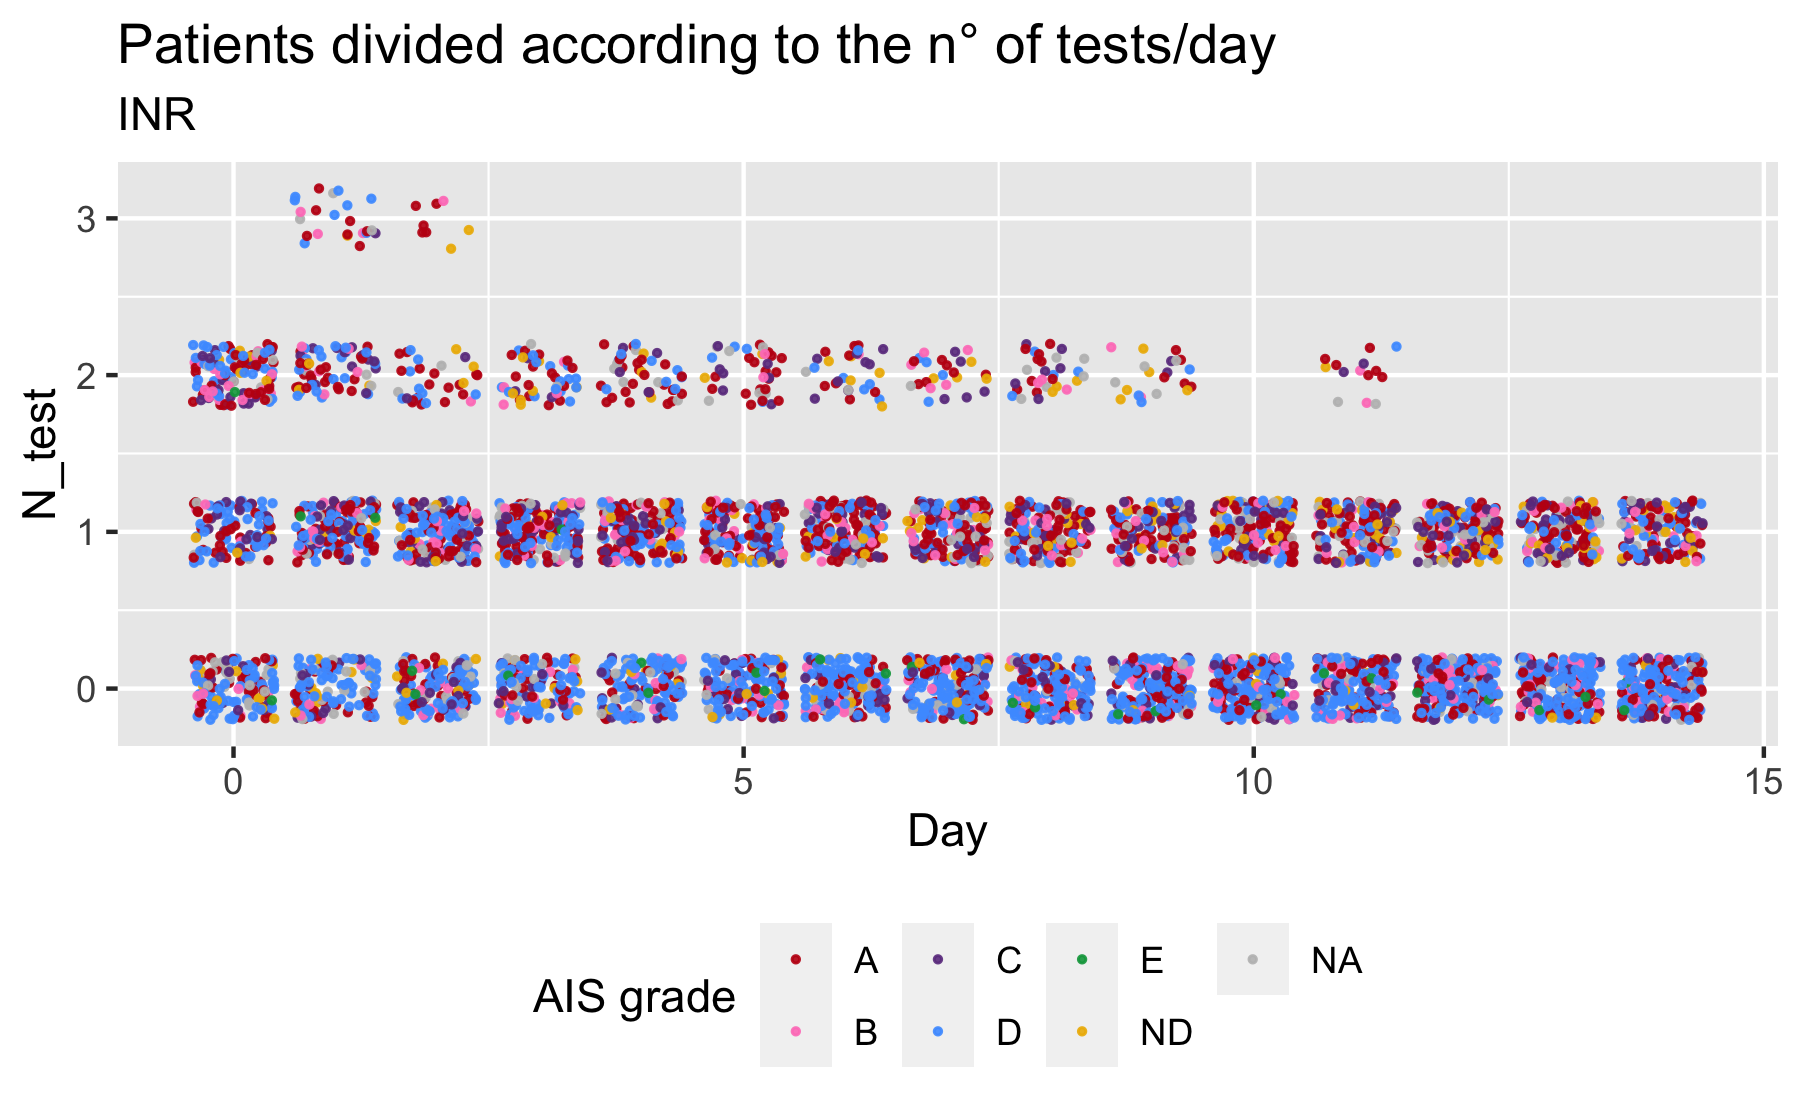 Patients divided according to the n° of tests/day
INR
N_test
3
2
1
0
0 5 10 15
Day
AIS grade
A C E NA
B D ND